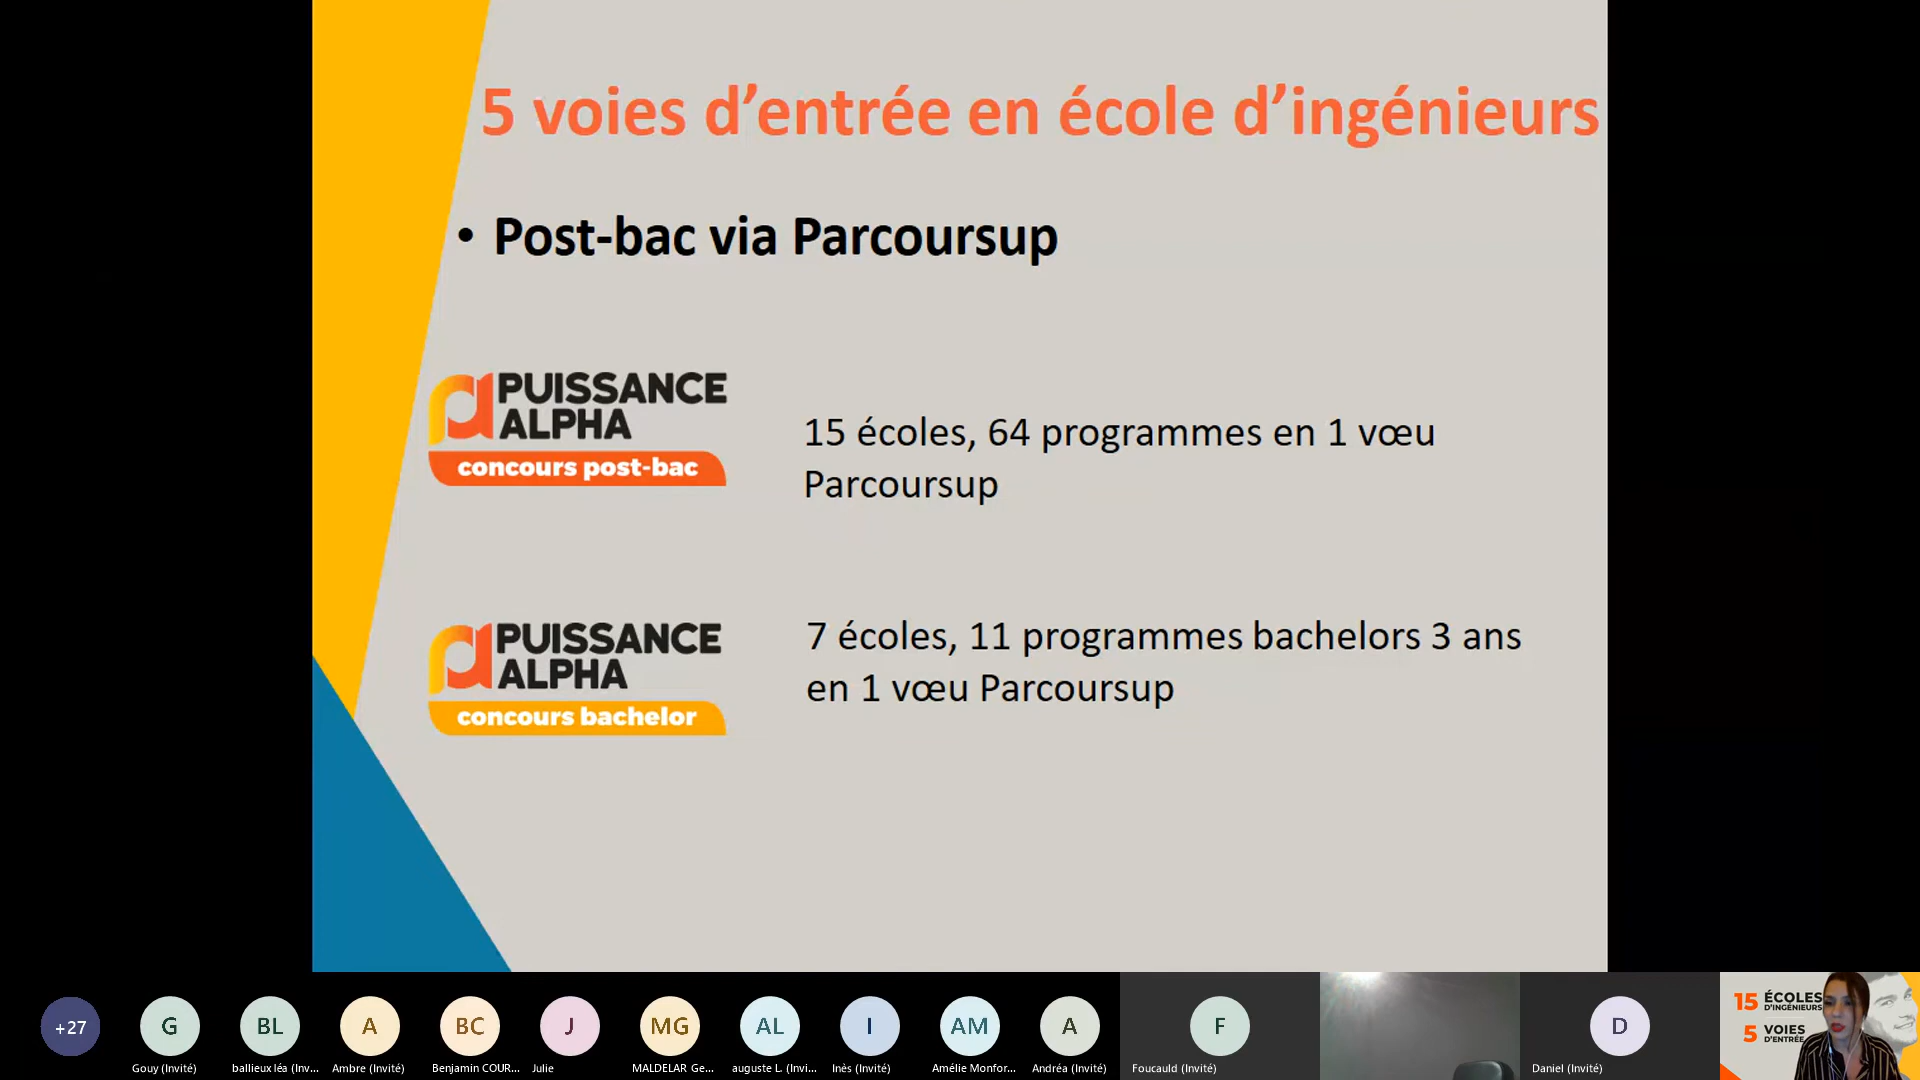 5 voies d’entrée en école d’ingénieurs
• Post-bac via Parcoursup
PUISSANCE
ALPHA
concours post-bac
15 écoles, 64 programmes en 1 vœu
Parcoursup
PUISSANCE
ALPHA
concours bachelor
7 écoles, 11 programmes bachelors 3 ans
en 1 vœu Parcoursup
+27
G
BL
A
BC
J
MG
AL
I
AM
A
F
D
Gouy (Invité)
ballieux léa (Inv...
Ambre (Invité)
Benjamin COUR...
Julie
MALDELAR Ge...
auguste L. (Invi...
Inès (Invité)
Amélie Monfor...
Andréa (Invité)
Foucauld (Invité)
Daniel (Invité)
15 ÉCOLES
D'INGÉNIEURS
5 VOIES
D'ENTRÉE